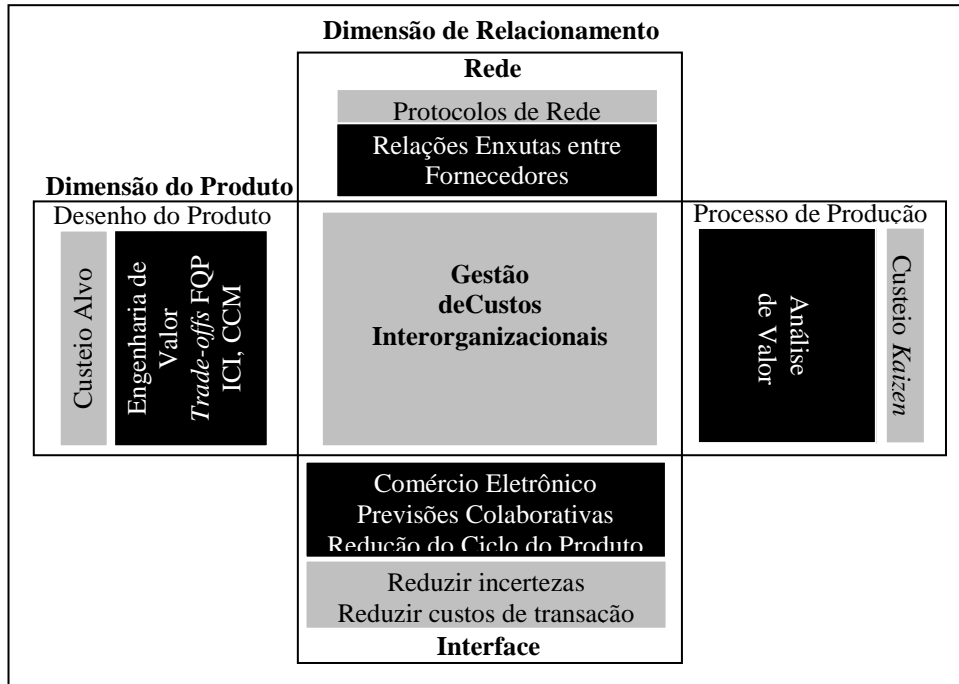 Dimensão de Relacionamento
Rede
Protocolos de Rede
Relações Enxutas entre
Fornecedores
Dimensão do Produto
Desenho do Produto
Custeio Alvo
Engenharia de
Valor
Trade-offs FQP
ICI, CCM
Gestão
deCustos
Interorganizacionais
Processo de Produção
Análise
de Valor
Custeio Kaizen
Comércio Eletrônico
Previsões Colaborativas
Redução do Ciclo do Produto
Reduzir incertezas
Reduzir custos de transação
Interface